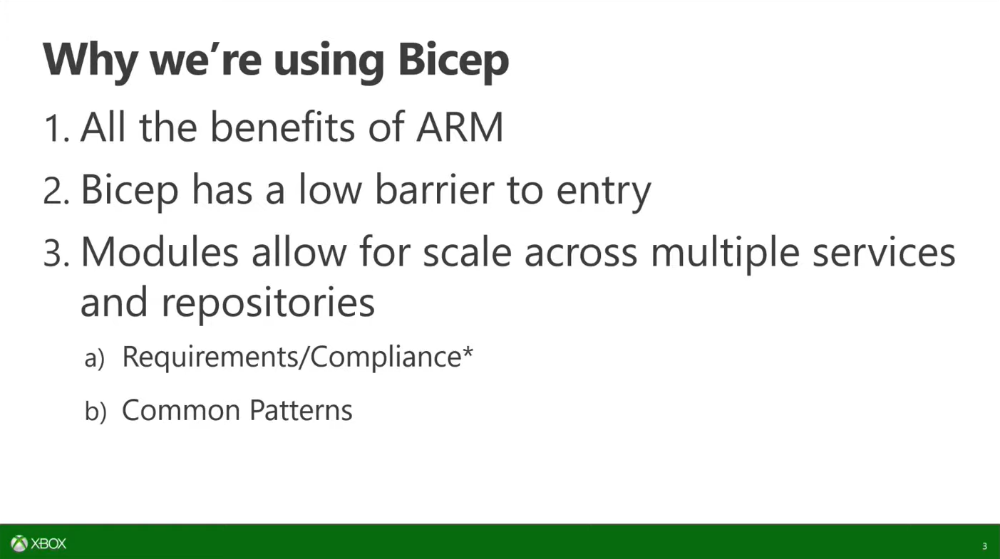 Why we’re using Bicep
1. All the benefits of ARM
2. Bicep has a low barrier to entry
3. Modules allow for scale across multiple services
and repositories
a) Requirements/Compliance*
b) Common Patterns
XBOX
3